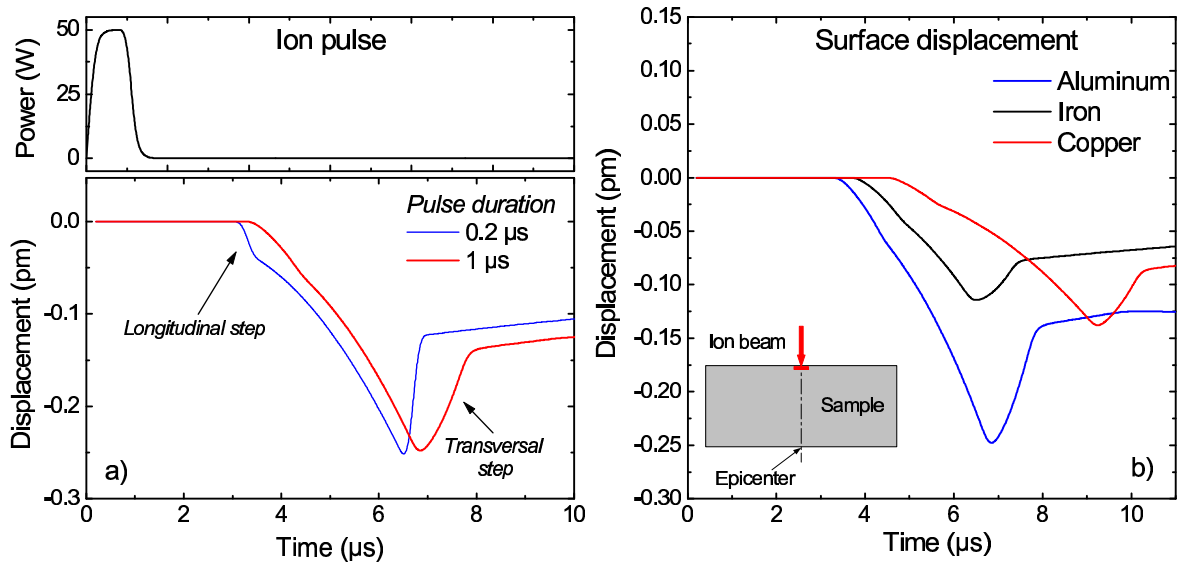 Ion pulse
Power (W)
50
25
0
Displacement (pm)
0.0
-0.1
-0.2
-0.3
Pulse duration
0.2 µs
1 µs
Longitudinal step
Transversal
step
a)
0
2
4
6
8
10
Time (µs)
Surface displacement
Aluminum
Iron
Copper
Displacement (pm)
0.15
0.10
0.05
0.00
-0.05
-0.10
-0.15
-0.20
-0.25
-0.30
Ion beam
Sample
Epicenter
b)
0
2
4
6
8
10
Time (µs)